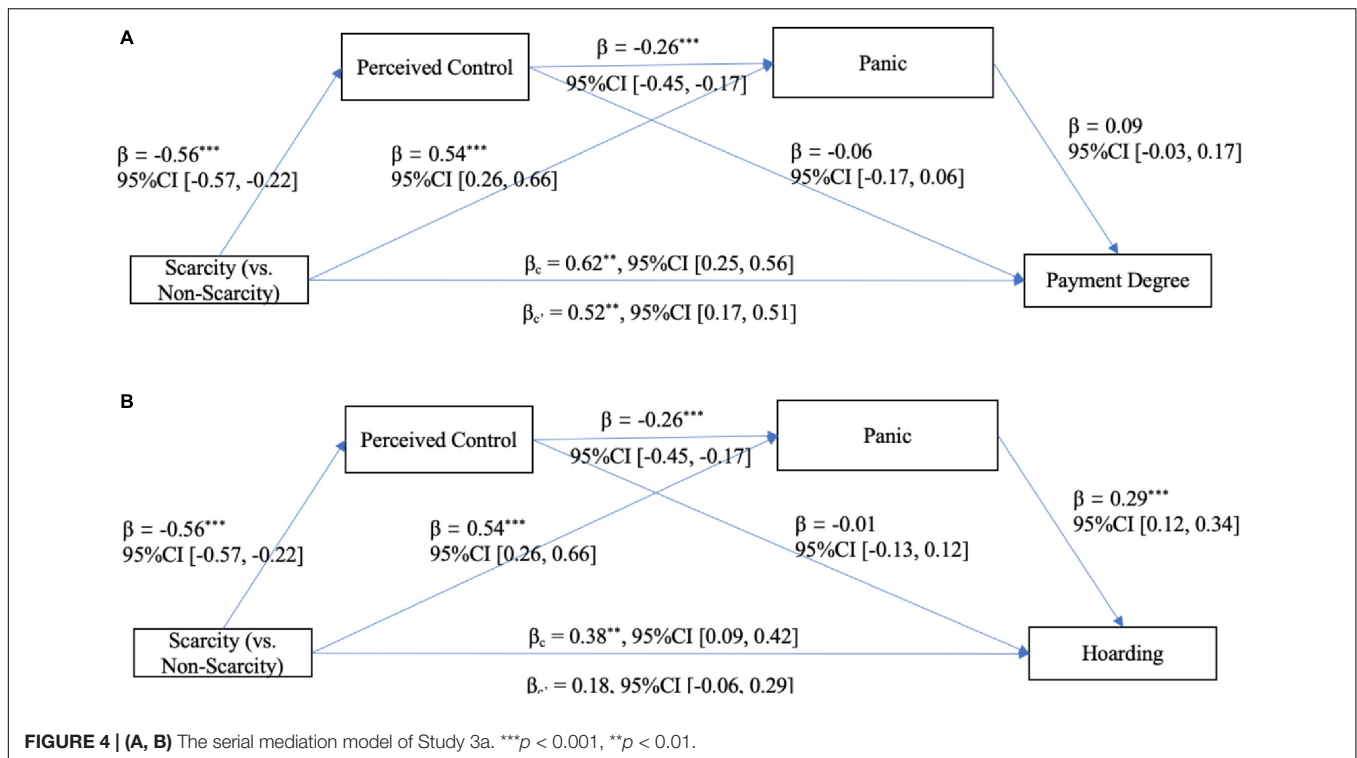 A
Perceived Control
β = -0.26***
95%CI [-0.45, -0.17]
Panic
β = -0.56***
95%CI [-0.57, -0.22]
β = 0.54***
95%CI [0.26, 0.66]
β = -0.06
95%CI [-0.17, 0.06]
β = 0.09
95%CI [-0.03, 0.17]
Scarcity (vs.
Non-Scarcity)
βc = 0.62**, 95%CI [0.25, 0.56]
βc' = 0.52**, 95%CI [0.17, 0.51]
Payment Degree
B
Perceived Control
β = -0.26***
95%CI [-0.45, -0.17]
Panic
β = -0.56***
95%CI [-0.57, -0.22]
β = 0.54***
95%CI [0.26, 0.66]
β = -0.01
95%CI [-0.13, 0.12]
β = 0.29***
95%CI [0.12, 0.34]
Scarcity (vs.
Non-Scarcity)
βc = 0.38**, 95%CI [0.09, 0.42]
βc' = 0.18, 95%CI [-0.06, 0.29]
Hoarding
FIGURE 4 | (A, B) The serial mediation model of Study 3a. ***p < 0.001, **p < 0.01.